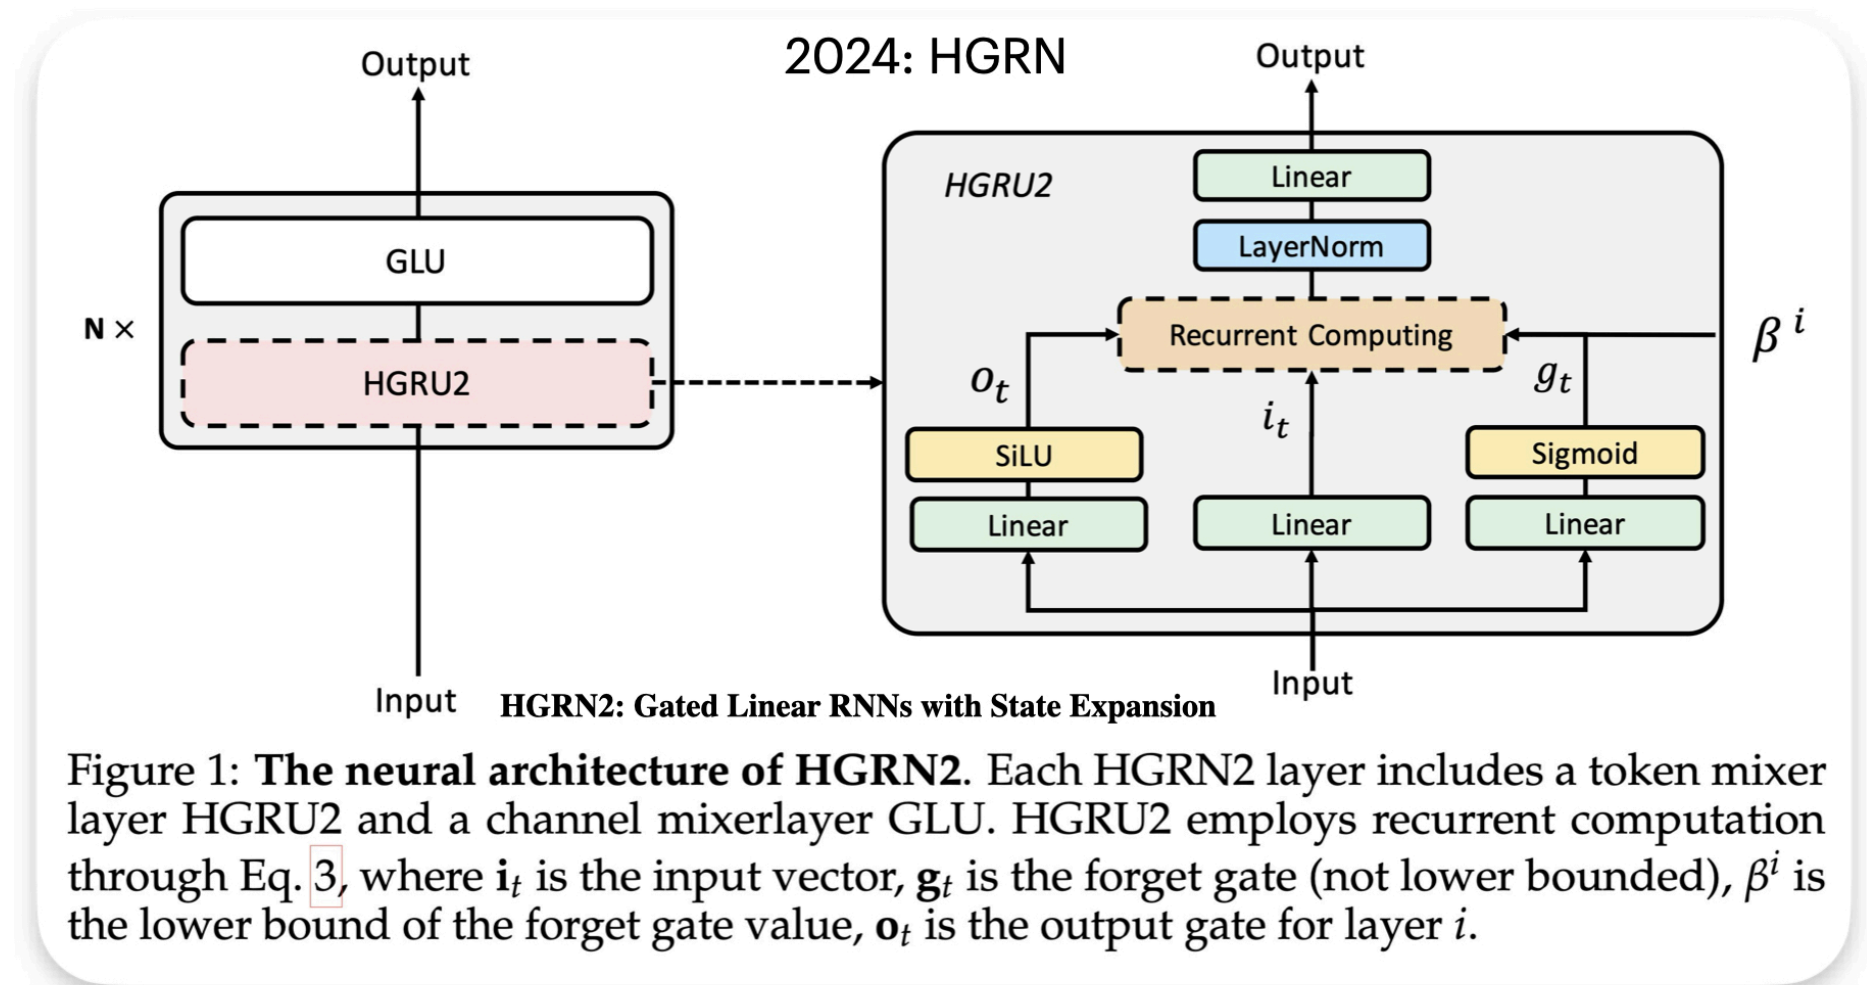 2024: HGRN
Output
GLU
N ×
HGRU2
Input
Output
HGRU2
Linear
LayerNorm
Recurrent Computing
β i
o t
i t
g t
SiLU
Sigmoid
Linear
Linear
Linear
Input
HGRN2: Gated Linear RNNs with State Expansion
Figure 1: The neural architecture of HGRN2. Each HGRN2 layer includes a token mixer
layer HGRU2 and a channel mixerlayer GLU. HGRU2 employs recurrent computation
through Eq. 3, where i_t is the input vector, g_t is the forget gate (not lower bounded), β^i is
the lower bound of the forget gate value, o_t is the output gate for layer i.